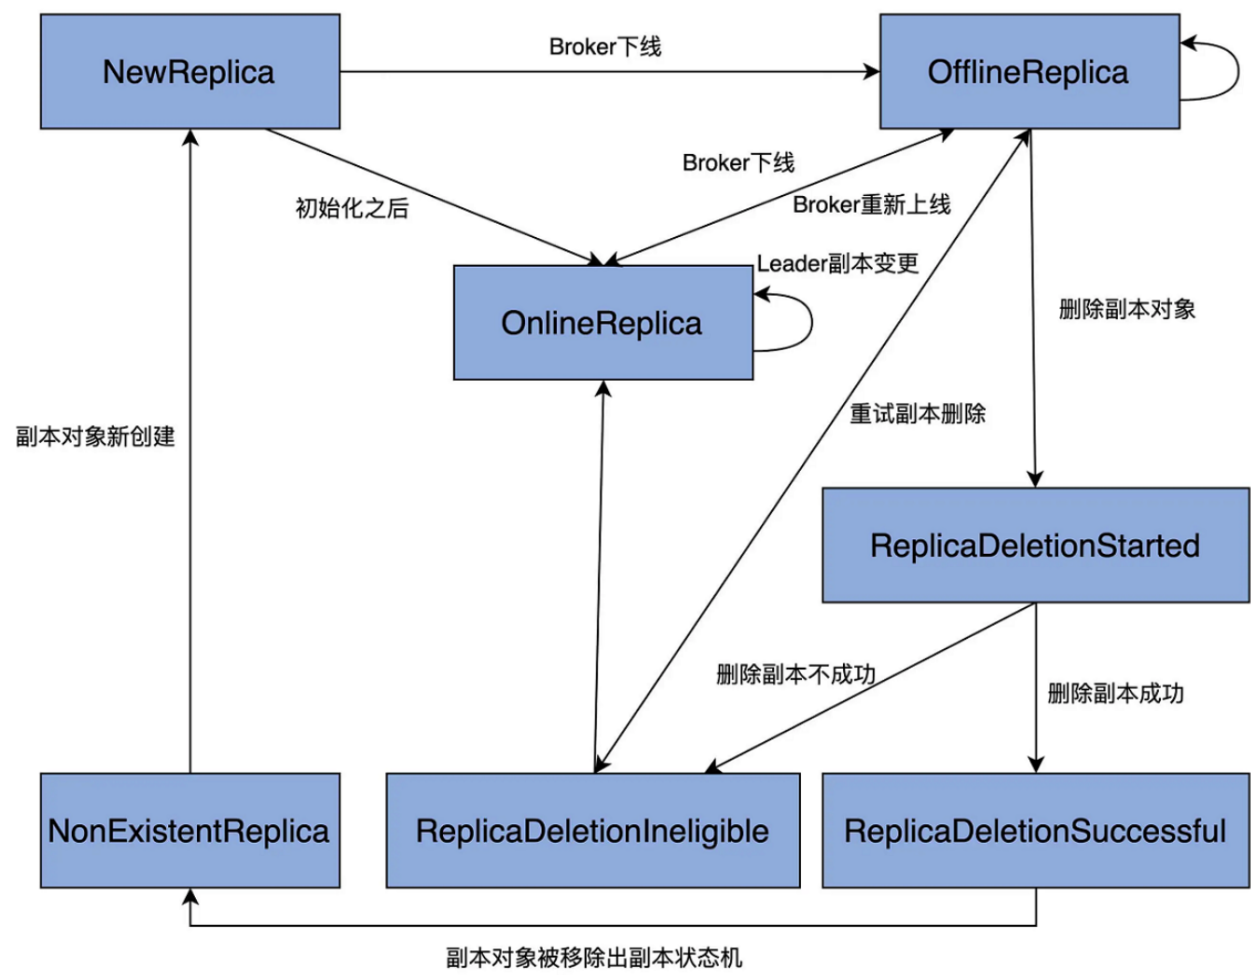 Broker下线
NewReplica
OfflineReplica
Broker下线
初始化之后
Broker重新上线
Leader副本变更
OnlineReplica
删除副本对象
重试副本删除
副本对象新创建
ReplicaDeletionStarted
删除副本不成功
删除副本成功
NonExistentReplica
ReplicaDeletionIneligible
ReplicaDeletionSuccessful
副本对象被移除出副本状态机